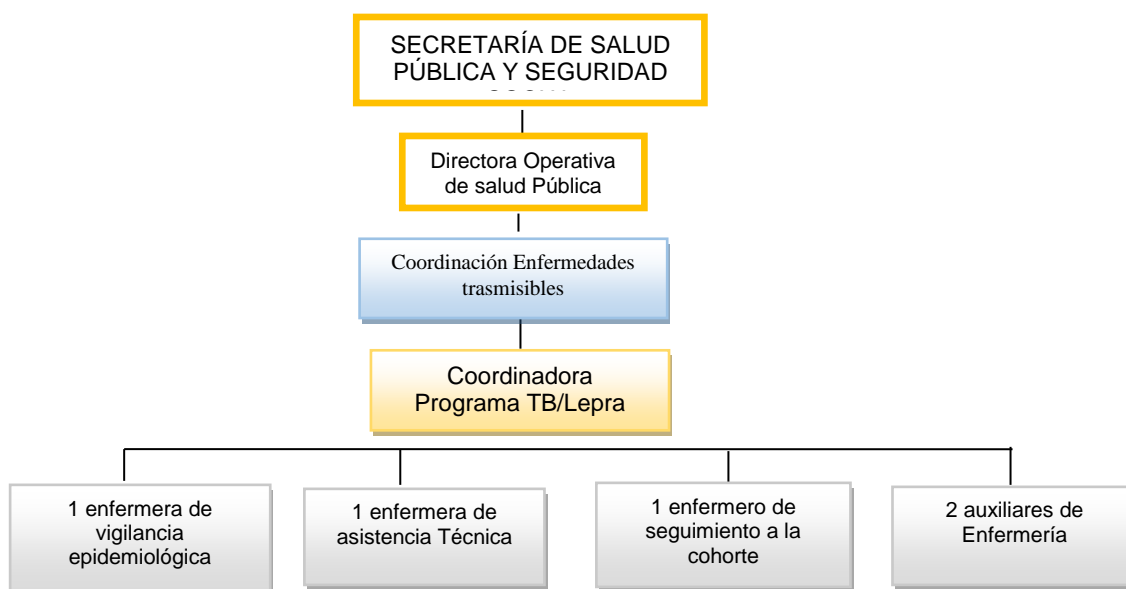 SECRETARÍA DE SALUD
PÚBLICA Y SEGURIDAD
Directora Operativa
de salud Pública
Coordinación Enfermedades
trasmisibles
Coordinadora
Programa TB/Lepra
1 enfermera de
vigilancia
epidemiológica
1 enfermera de
asistencia Técnica
1 enfermero de
seguimiento a la
cohorte
2 auxiliares de
Enfermería